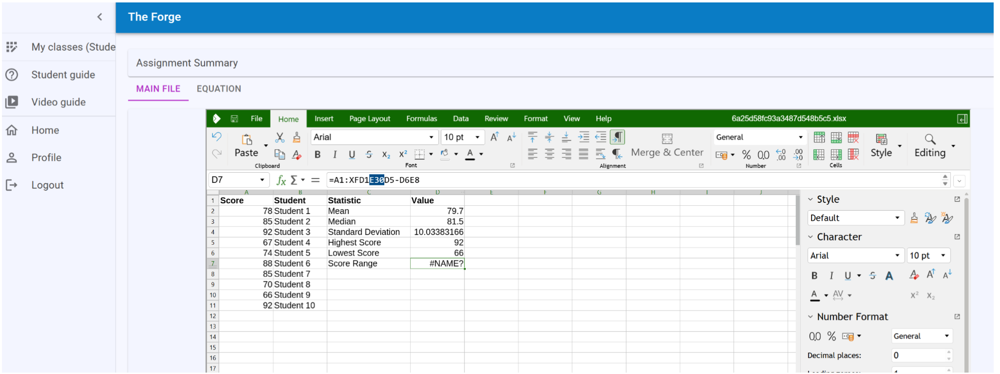 The Forge
My classes (Stude
Student guide
Video guide
Home
Profile
Logout
Assignment Summary
MAIN FILE EQUATION
File Home Insert Page Layout Formulas Data Review Format View Help 6a25d58fc93a3487d548b5c5.xlsx
Paste Arial 10 pt Merge & Center General Style Editing
Clipboard Font Alignment Number Cells
D7 =A1:XFD1E30D5-D6E8
A B C D E F G H I J
1 Score Student Statistic Value
2 78 Student 1 Mean 79.7
3 85 Student 2 Median 81.5
4 92 Student 3 Standard Deviation 10.03383166
5 67 Student 4 Highest Score 92
6 74 Student 5 Lowest Score 66
7 88 Student 6 Score Range #NAME?
8 85 Student 7
9 70 Student 8
10 66 Student 9
11 92 Student 10
12
13
14
15
16
17
Style
Default
Character
Arial 10 pt
Number Format
General
Decimal places: 0